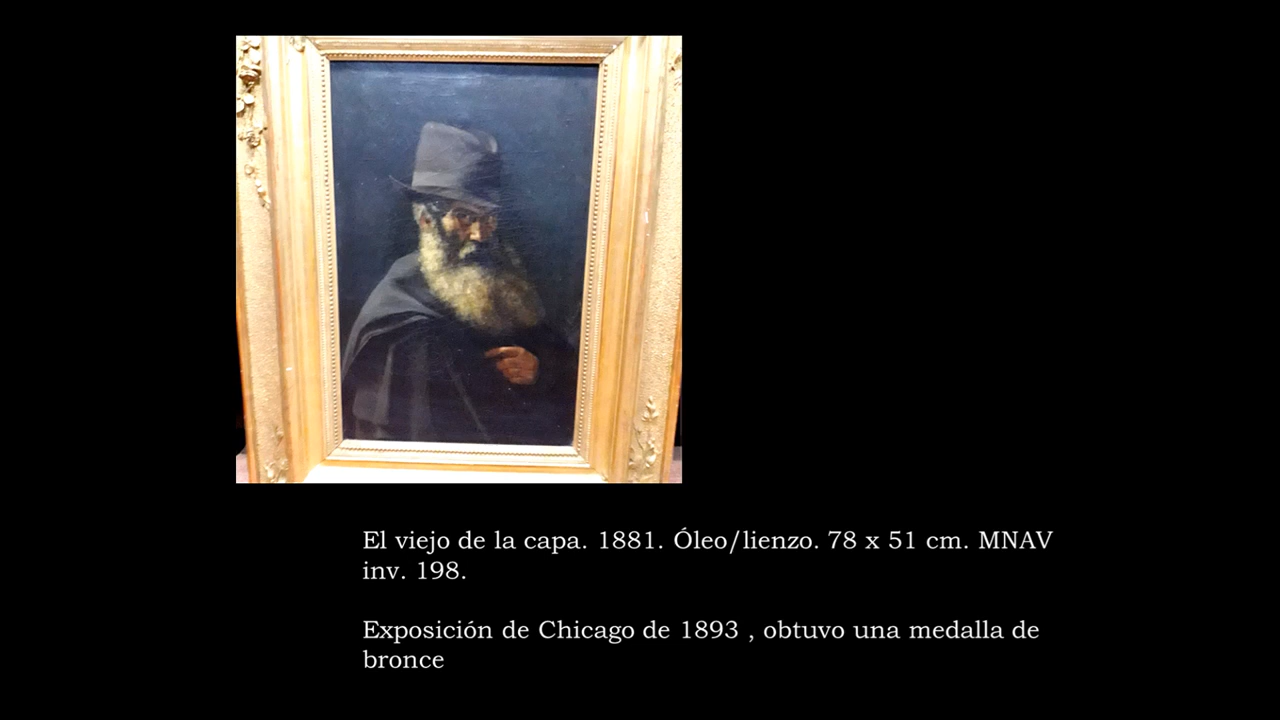 El viejo de la capa. 1881. Óleo/lienzo. 78 x 51 cm. MNAV
inv. 198.
Exposición de Chicago de 1893 , obtuvo una medalla de
bronce